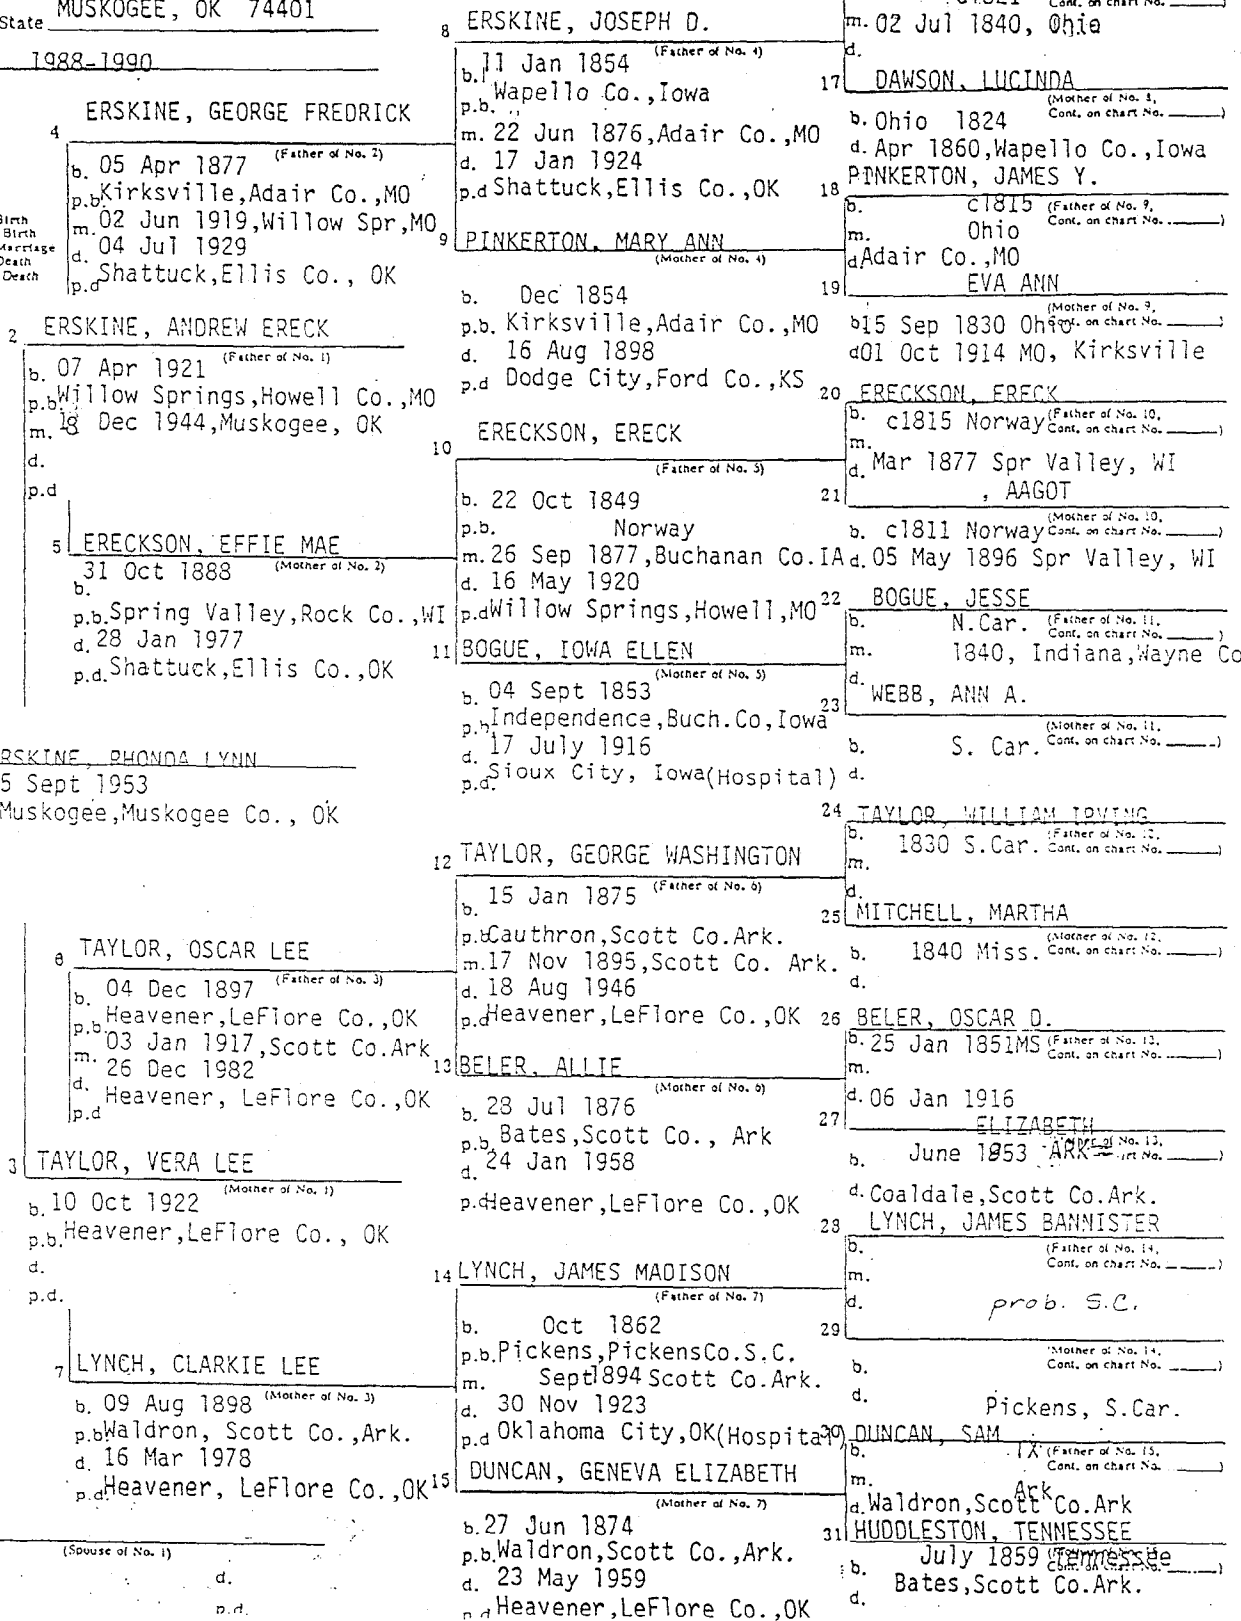 State MUSKOGEE, OK 74401
1988-1990
4 ERSKINE, GEORGE FREDRICK
(Father of No. 2)
b. 05 Apr 1877
p.b. Kirksville,Adair Co.,MO
m. 02 Jun 1919,Willow Spr,MO
d. 04 Jul 1929
p.d Shattuck,Ellis Co., OK
Birth
Birth
Marriage
Death
Death
2 ERSKINE, ANDREW ERECK
(Father of No. 1)
b. 07 Apr 1921
p.b. Willow Springs,Howell Co.,MO
m. 18 Dec 1944,Muskogee, OK
d.
p.d
5 ERECKSON, EFFIE MAE
(Mother of No. 2)
b. 31 Oct 1888
p.b. Spring Valley,Rock Co.,WI
d. 28 Jan 1977
p.d. Shattuck,Ellis Co.,OK
RSKINE, RHONDA LYNN
5 Sept 1953
Muskogee,Muskogee Co., OK
6 TAYLOR, OSCAR LEE
(Father of No. 3)
b. 04 Dec 1897
p.b. Heavener,LeFlore Co.,OK
m. 03 Jan 1917,Scott Co.Ark
d. 26 Dec 1982
p.d Heavener, LeFlore Co.,OK
3 TAYLOR, VERA LEE
(Mother of No. 1)
b. 10 Oct 1922
p.b. Heavener,LeFlore Co., OK
d.
p.d.
7 LYNCH, CLARKIE LEE
(Mother of No. 3)
b. 09 Aug 1898
p.b Waldron, Scott Co.,Ark.
d. 16 Mar 1978
p.d. Heavener, LeFlore Co.,OK
(Spouse of No. 1)
d.
p.d.
8 ERSKINE, JOSEPH D.
(Father of No. 4)
b. 11 Jan 1854
p.b. Wapello Co.,Iowa
m. 22 Jun 1876,Adair Co.,MO
d. 17 Jan 1924
p.d Shattuck,Ellis Co.,OK
9 PINKERTON, MARY ANN
(Mother of No. 4)
b. Dec 1854
p.b. Kirksville,Adair Co.,MO
d. 16 Aug 1898
p.d Dodge City,Ford Co.,KS
10 ERECKSON, ERECK
(Father of No. 5)
b. 22 Oct 1849
p.b. Norway
m. 26 Sep 1877,Buchanan Co.IA
d. 16 May 1920
p.d Willow Springs,Howell,MO
11 BOGUE, IOWA ELLEN
(Mother of No. 5)
b. 04 Sept 1853
p.b. Independence,Buch.Co,Iowa
d. 17 July 1916
p.d. Sioux City, Iowa(Hospital)
12 TAYLOR, GEORGE WASHINGTON
(Father of No. 6)
b. 15 Jan 1875
p.b Cauthron,Scott Co.Ark.
m. 17 Nov 1895,Scott Co. Ark.
d. 18 Aug 1946
p.d Heavener,LeFlore Co.,OK
13 BELER, ALLIE
(Mother of No. 6)
b. 28 Jul 1876
p.b. Bates,Scott Co., Ark
d. 24 Jan 1958
p.d Heavener,LeFlore Co.,OK
14 LYNCH, JAMES MADISON
(Father of No. 7)
b. Oct 1862
p.b. Pickens,PickensCo.S.C.
m. Sept1894 Scott Co.Ark.
d. 30 Nov 1923
p.d Oklahoma City,OK(Hospital)
15 DUNCAN, GENEVA ELIZABETH
(Mother of No. 7)
b. 27 Jun 1874
p.b. Waldron,Scott Co.,Ark.
d. 23 May 1959
p.d Heavener,LeFlore Co.,OK
Cont. on chart No. )
m. 02 Jul 1840, Ohio
d.
17 DAWSON, LUCINDA
(Mother of No. 8,
Cont. on chart No. )
b. Ohio 1824
d. Apr 1860,Wapello Co.,Iowa
18 PINKERTON, JAMES Y.
b. c1815 (Father of No. 9,
Cont. on chart No. )
m. Ohio
d. Adair Co.,MO
19 EVA ANN
(Mother of No. 9,
b 15 Sep 1830 Ohio on chart No. )
d 01 Oct 1914 MO, Kirksville
20 ERECKSON, ERECK
b. c1815 Norway (Father of No. 10,
Cont. on chart No. )
m.
d. Mar 1877 Spr Valley, WI
21 , AAGOT
(Mother of No. 10,
b. c1811 Norway Cont. on chart No. )
d. 05 May 1896 Spr Valley, WI
22 BOGUE, JESSE
b. N.Car. (Father of No. 11,
Cont. on chart No. )
m. 1840, Indiana,Wayne Co
d.
23 WEBB, ANN A.
(Mother of No. 11,
b. S. Car. Cont. on chart No. )
d.
24 TAYLOR, WILLIAM IRVING
b. 1830 S.Car. (Father of No. 12,
Cont. on chart No. )
m.
d.
25 MITCHELL, MARTHA
(Mother of No. 12,
b. 1840 Miss. Cont. on chart No. )
d.
26 BELER, OSCAR D.
b. 25 Jan 1851MS (Father of No. 13,
Cont. on chart No. )
m.
d. 06 Jan 1916
27 ELIZABETH
of No. 13,
b. June 1853 ARK
d. Coaldale,Scott Co.Ark.
28 LYNCH, JAMES BANNISTER
b. (Father of No. 14,
Cont. on chart No. )
m.
d. prob. S.C.
29
(Mother of No. 14,
b. Cont. on chart No. )
d. Pickens, S.Car.
30 DUNCAN, SAM
b. (Father of No. 15,
Cont. on chart No. )
m. Ark
d. Waldron,Scott Co.Ark
31 HUDDLESTON, TENNESSEE
b. July 1859 Tennessee
Bates,Scott Co.Ark.
d.